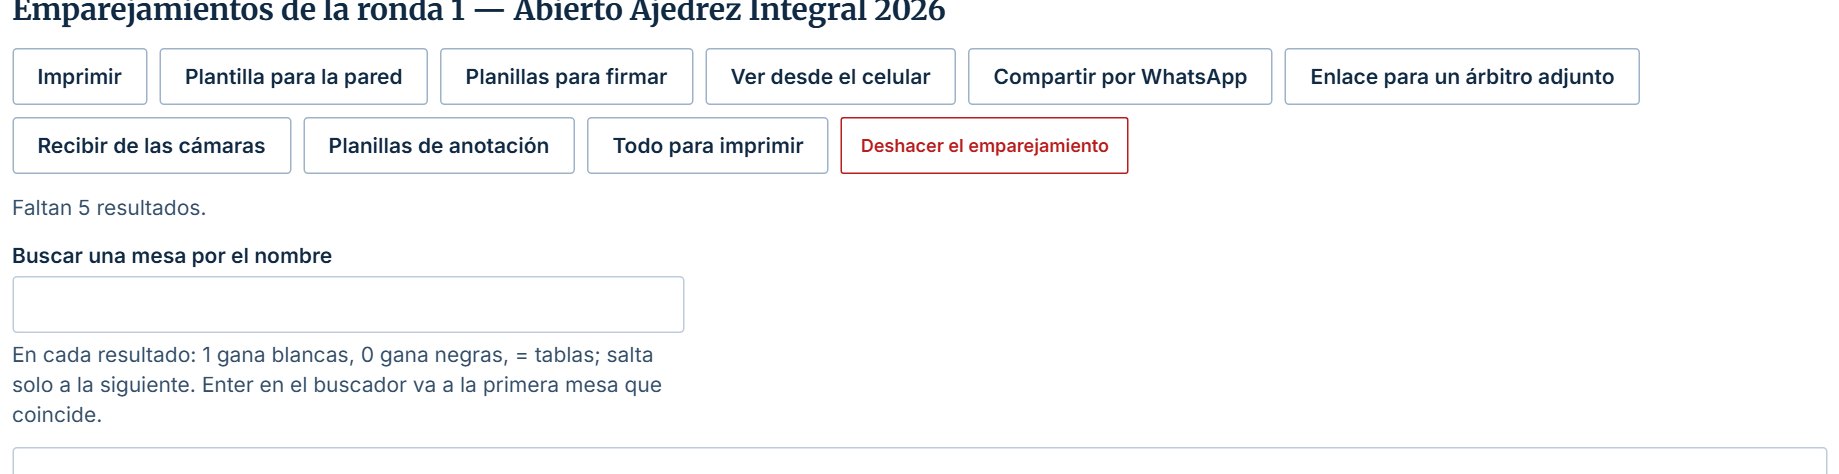 Emparejamientos de la ronda 1 — Abierto Ajedrez Integral 2026
Imprimir
Plantilla para la pared
Planillas para firmar
Ver desde el celular
Compartir por WhatsApp
Enlace para un árbitro adjunto
Recibir de las cámaras
Planillas de anotación
Todo para imprimir
Deshacer el emparejamiento
Faltan 5 resultados.
Buscar una mesa por el nombre
En cada resultado: 1 gana blancas, 0 gana negras, = tablas; salta
solo a la siguiente. Enter en el buscador va a la primera mesa que
coincide.